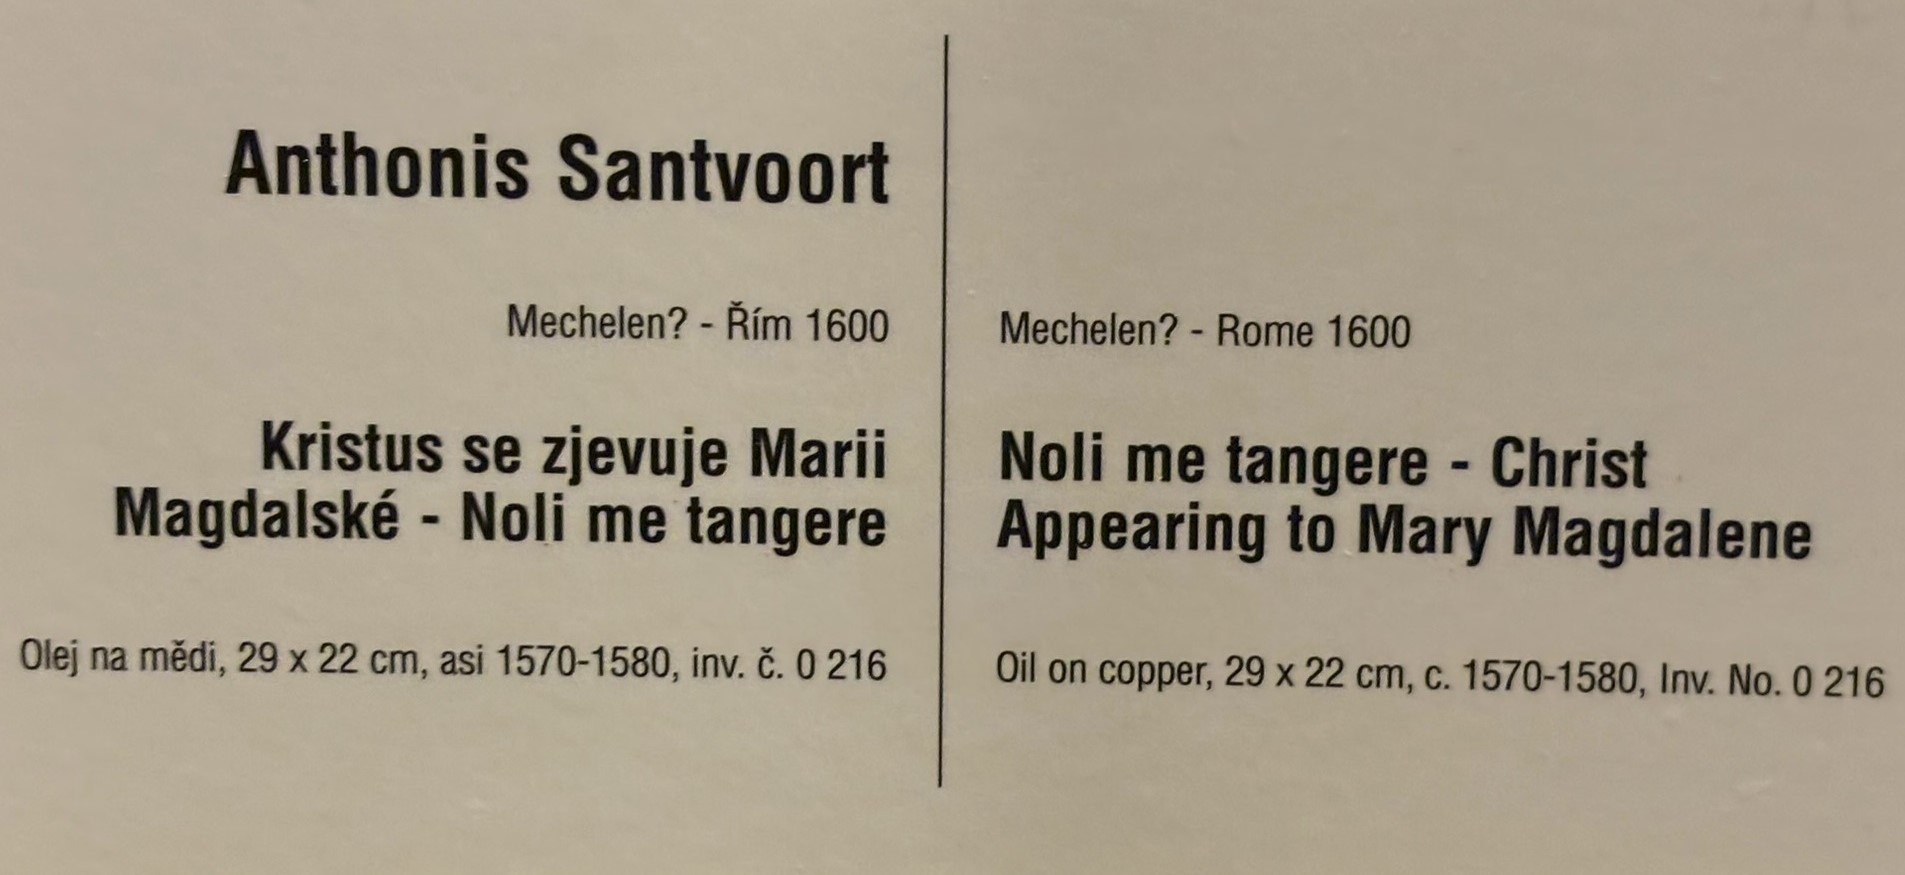 Anthonis Santvoort
Mechelen? - Řím 1600
Kristus se zjevuje Marii
Magdalské - Noli me tangere
Olej na mědi, 29 x 22 cm, asi 1570-1580, inv. č. 0 216
Mechelen? - Rome 1600
Noli me tangere - Christ
Appearing to Mary Magdalene
Oil on copper, 29 x 22 cm, c. 1570-1580, Inv. No. 0 216